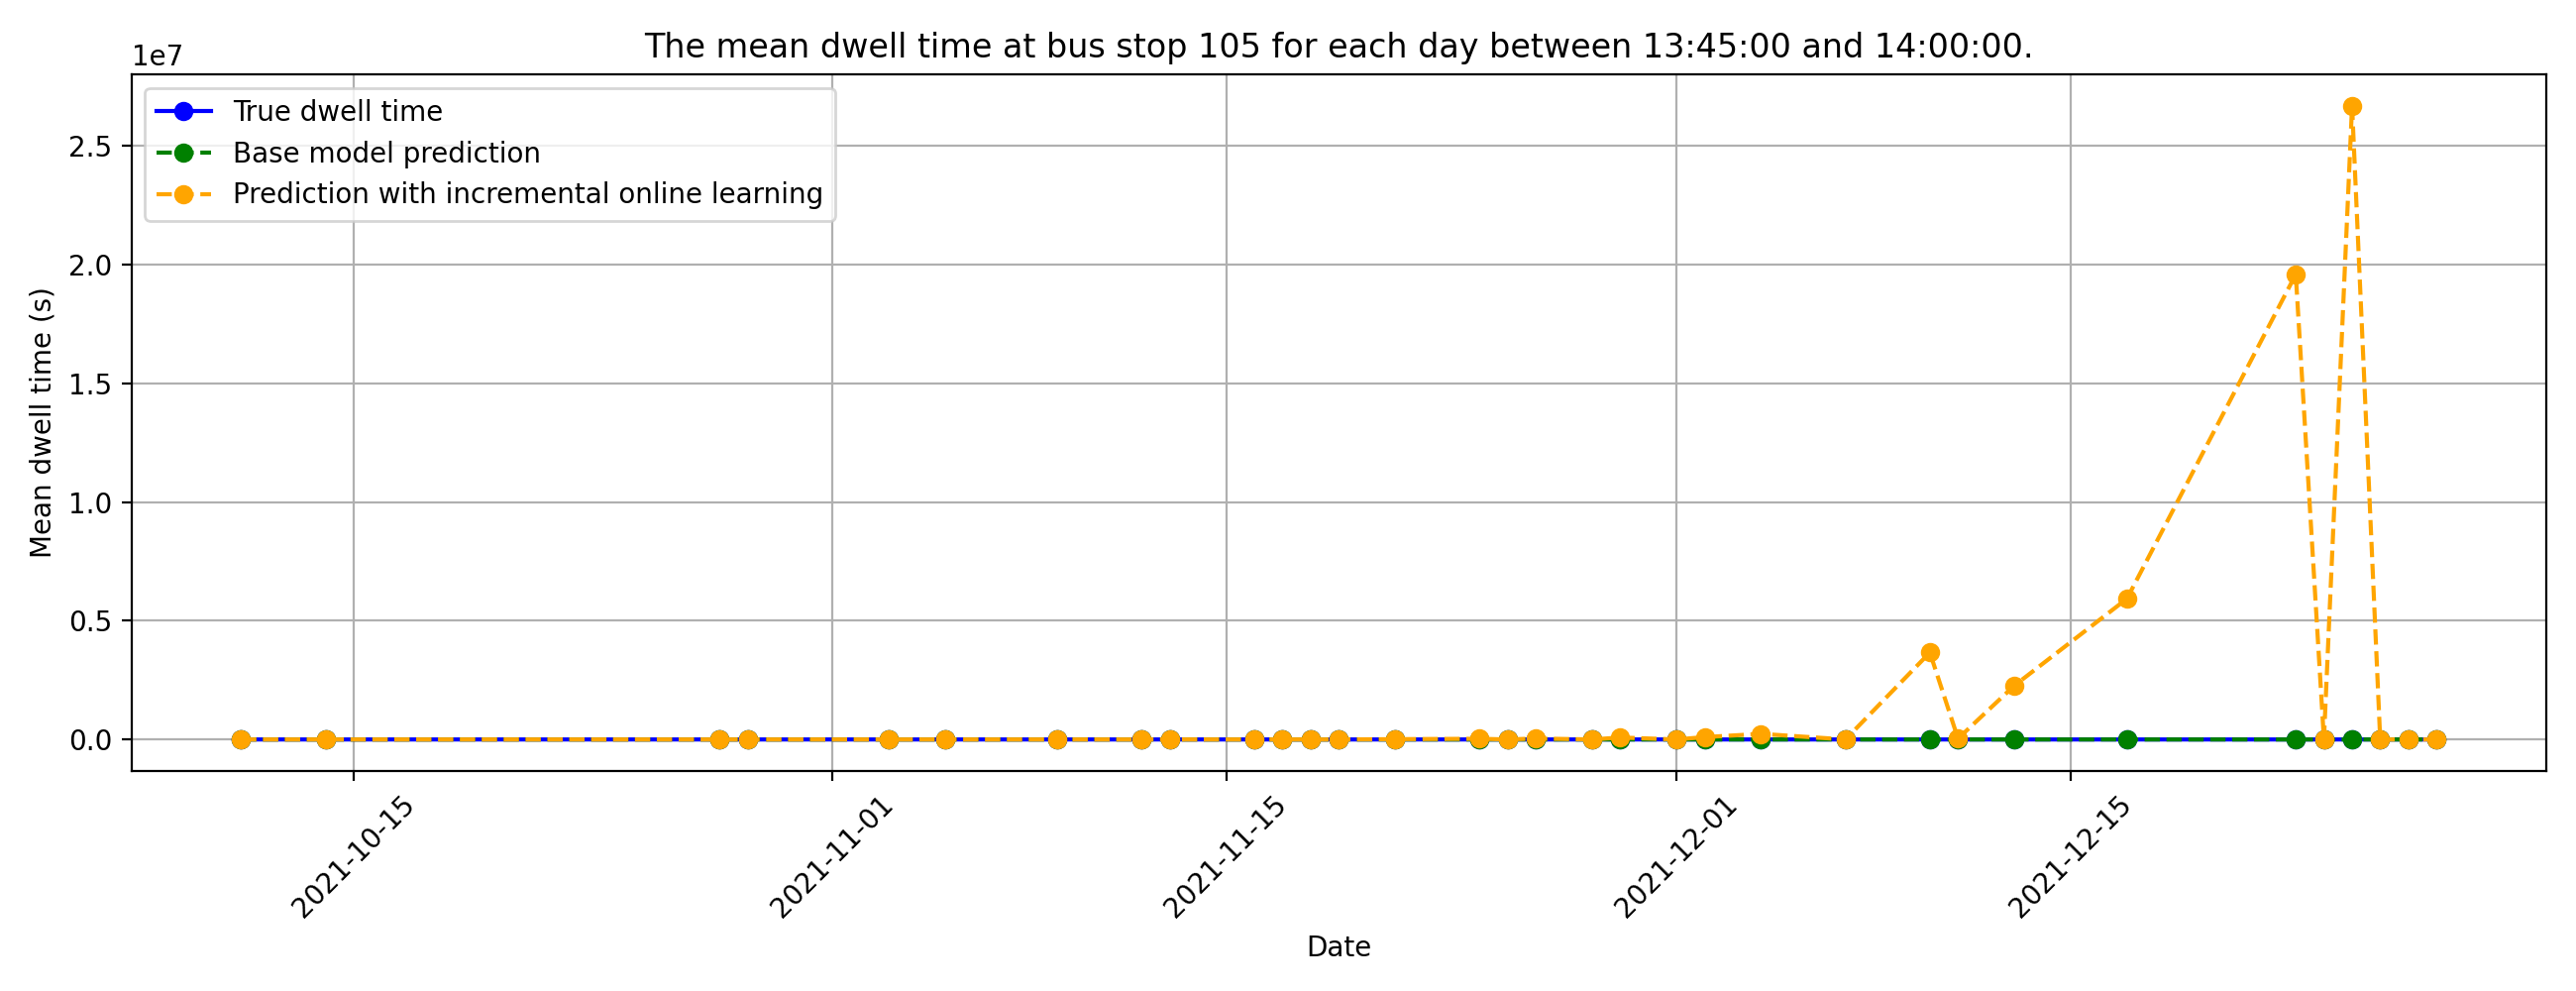 The mean dwell time at bus stop 105 for each day between 13:45:00 and 14:00:00.
1e7
True dwell time
Base model prediction
Prediction with incremental online learning
Mean dwell time (s)
2.5
2.0
1.5
1.0
0.5
0.0
2021-10-15
2021-11-01
2021-11-15
2021-12-01
2021-12-15
Date